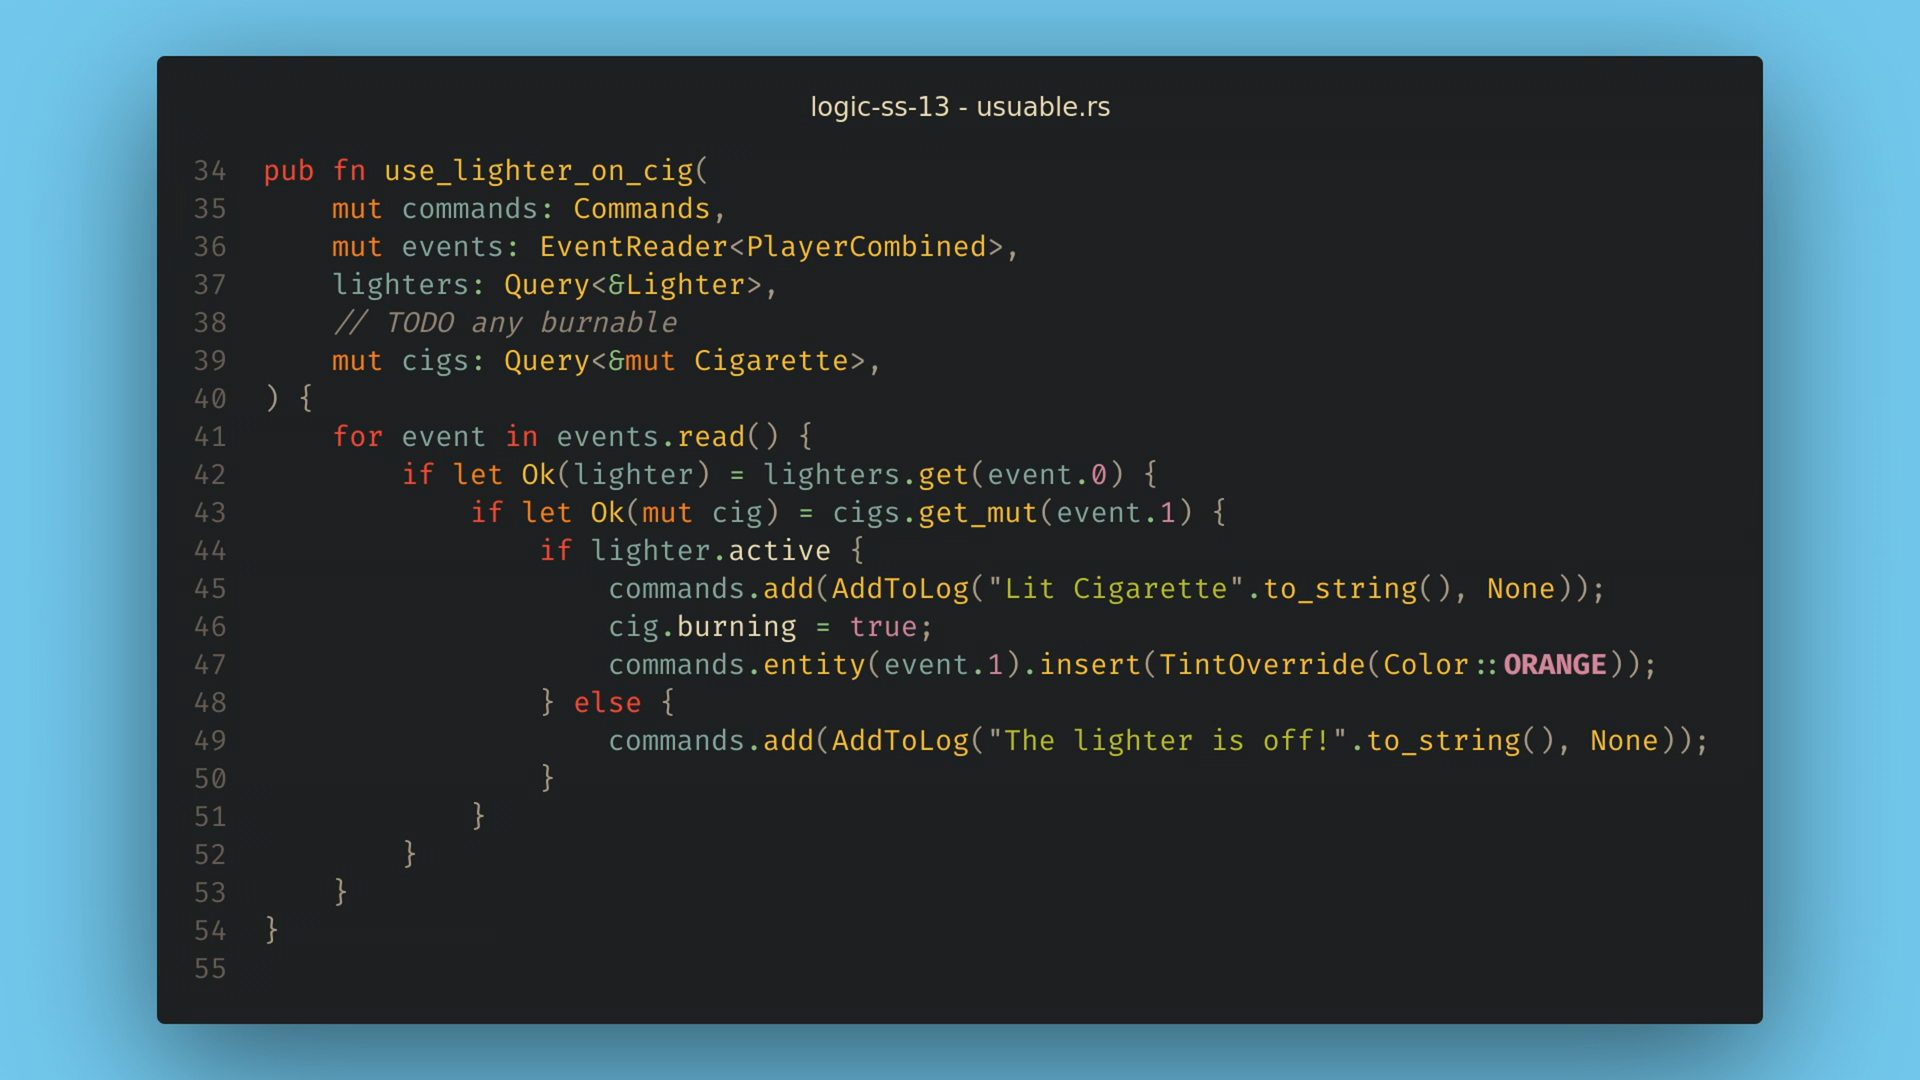 logic-ss-13 - usuable.rs
34 pub fn use_lighter_on_cig(
35     mut commands: Commands,
36     mut events: EventReader<PlayerCombined>,
37     lighters: Query<&Lighter>,
38     // TODO any burnable
39     mut cigs: Query<&mut Cigarette>,
40 ) {
41     for event in events.read() {
42         if let Ok(lighter) = lighters.get(event.0) {
43             if let Ok(mut cig) = cigs.get_mut(event.1) {
44                 if lighter.active {
45                     commands.add(AddToLog("Lit Cigarette".to_string(), None));
46                     cig.burning = true;
47                     commands.entity(event.1).insert(TintOverride(Color::ORANGE));
48                 } else {
49                     commands.add(AddToLog("The lighter is off!".to_string(), None));
50                 }
51             }
52         }
53     }
54 }
55